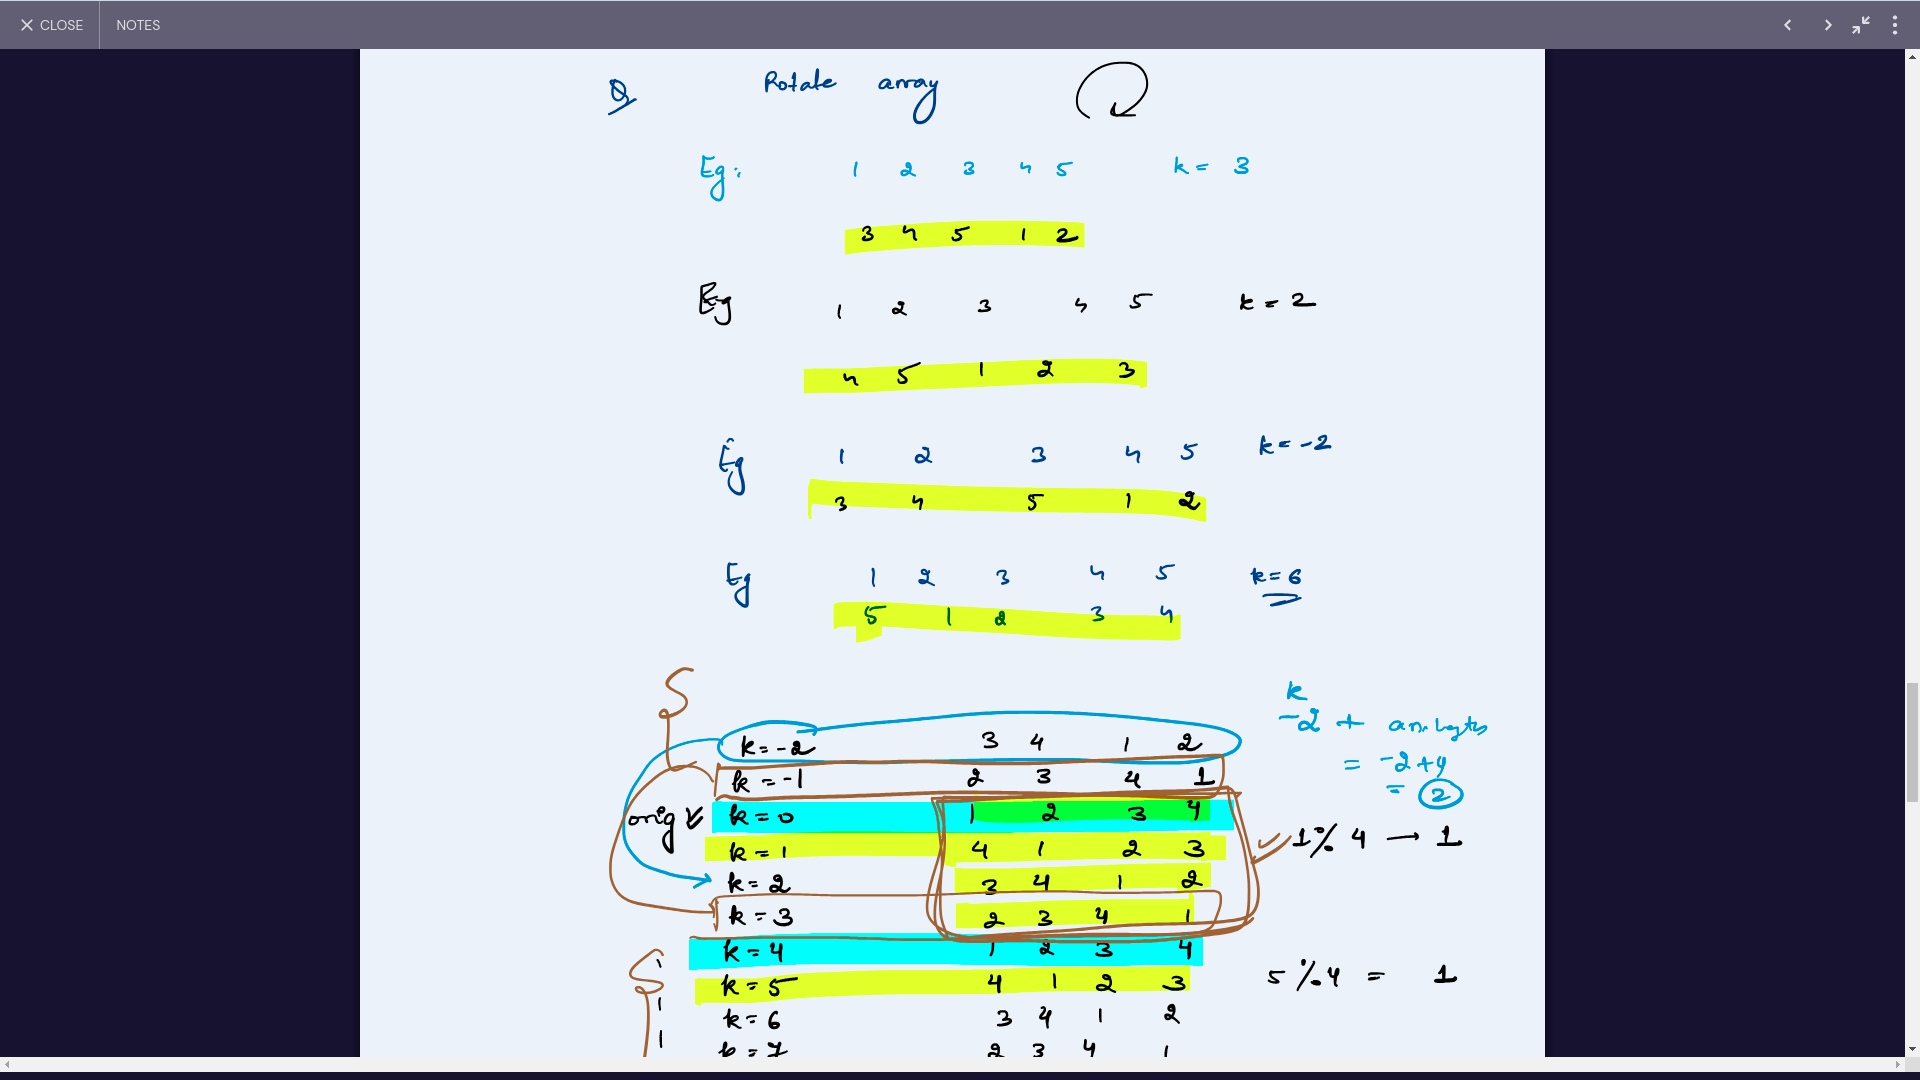 CLOSE NOTES
Q Rotate array
Eg: 1 2 3 4 5 k = 3
3 4 5 1 2
Eg 1 2 3 4 5 k = 2
4 5 1 2 3
Eg 1 2 3 4 5 k = -2
3 4 5 1 2
Eg 1 2 3 4 5 k = 6
5 1 2 3 4
k
-2 +
k = -2 3 4 1 2
= -2+4
k = -1 2 3 4 1
= 2
orig k = 0 1 2 3 4
1 % 4 → 1
k = 1 4 1 2 3
k = 2 3 4 1 2
k = 3 2 3 4 1
k = 4 1 2 3 4
k = 5 4 1 2 3 5 % 4 = 1
k = 6 3 4 1 2
k = 7 2 3 4 1